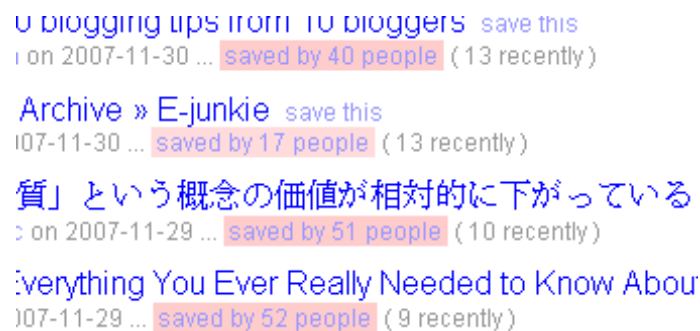 blogging tips from 10 bloggers save this
on 2007-11-30 ... saved by 40 people ( 13 recently )
Archive » E-junkie save this
007-11-30 ... saved by 17 people ( 13 recently )
質」という概念の価値が相対的に下がっている
c on 2007-11-29 ... saved by 51 people ( 10 recently )
Everything You Ever Really Needed to Know About
007-11-29 ... saved by 52 people ( 9 recently )